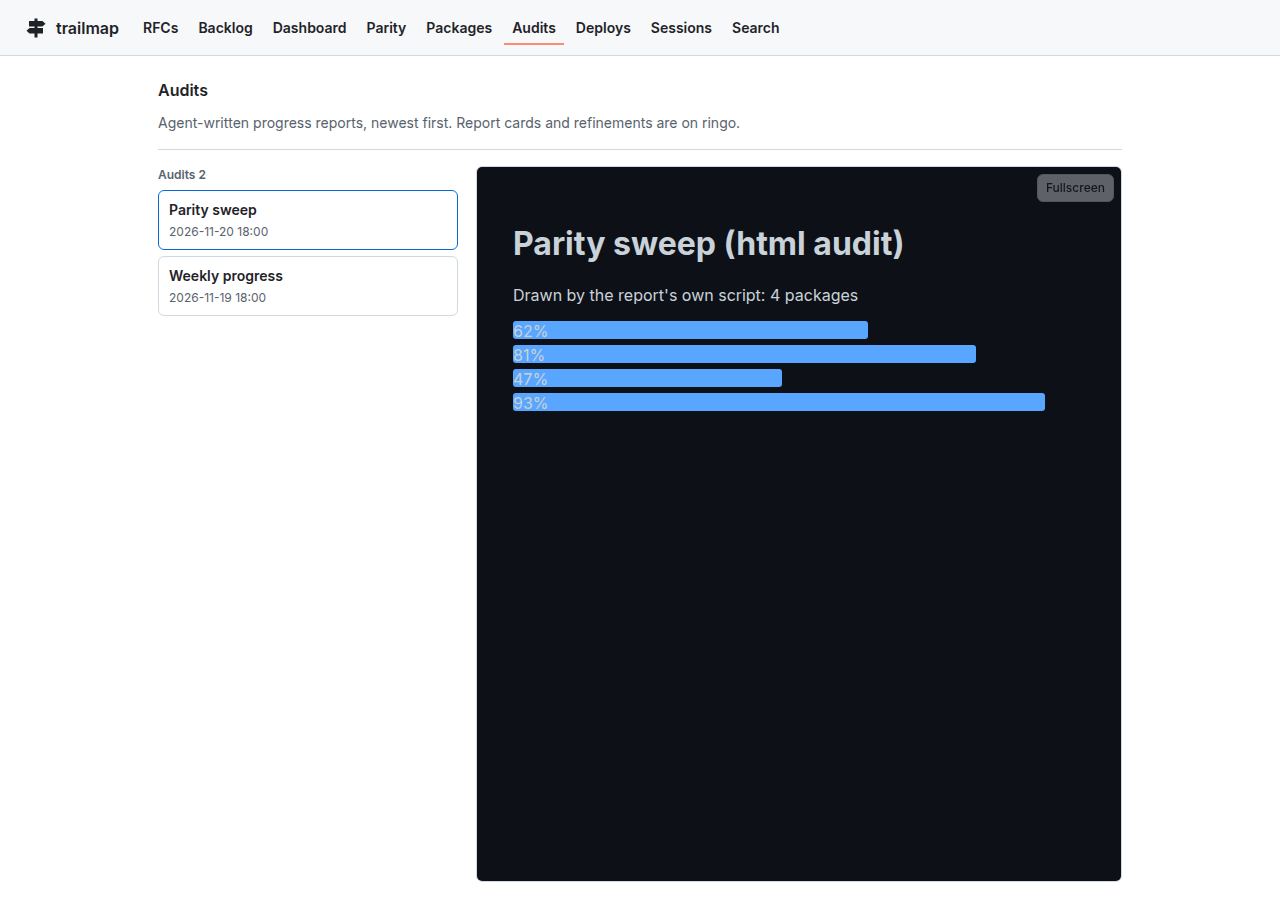 trailmap RFCs Backlog Dashboard Parity Packages Audits Deploys Sessions Search
Audits
Agent-written progress reports, newest first. Report cards and refinements are on ringo.
Audits 2
Parity sweep
2026-11-20 18:00
Weekly progress
2026-11-19 18:00
Fullscreen
Parity sweep (html audit)
Drawn by the report's own script: 4 packages
62%
81%
47%
93%